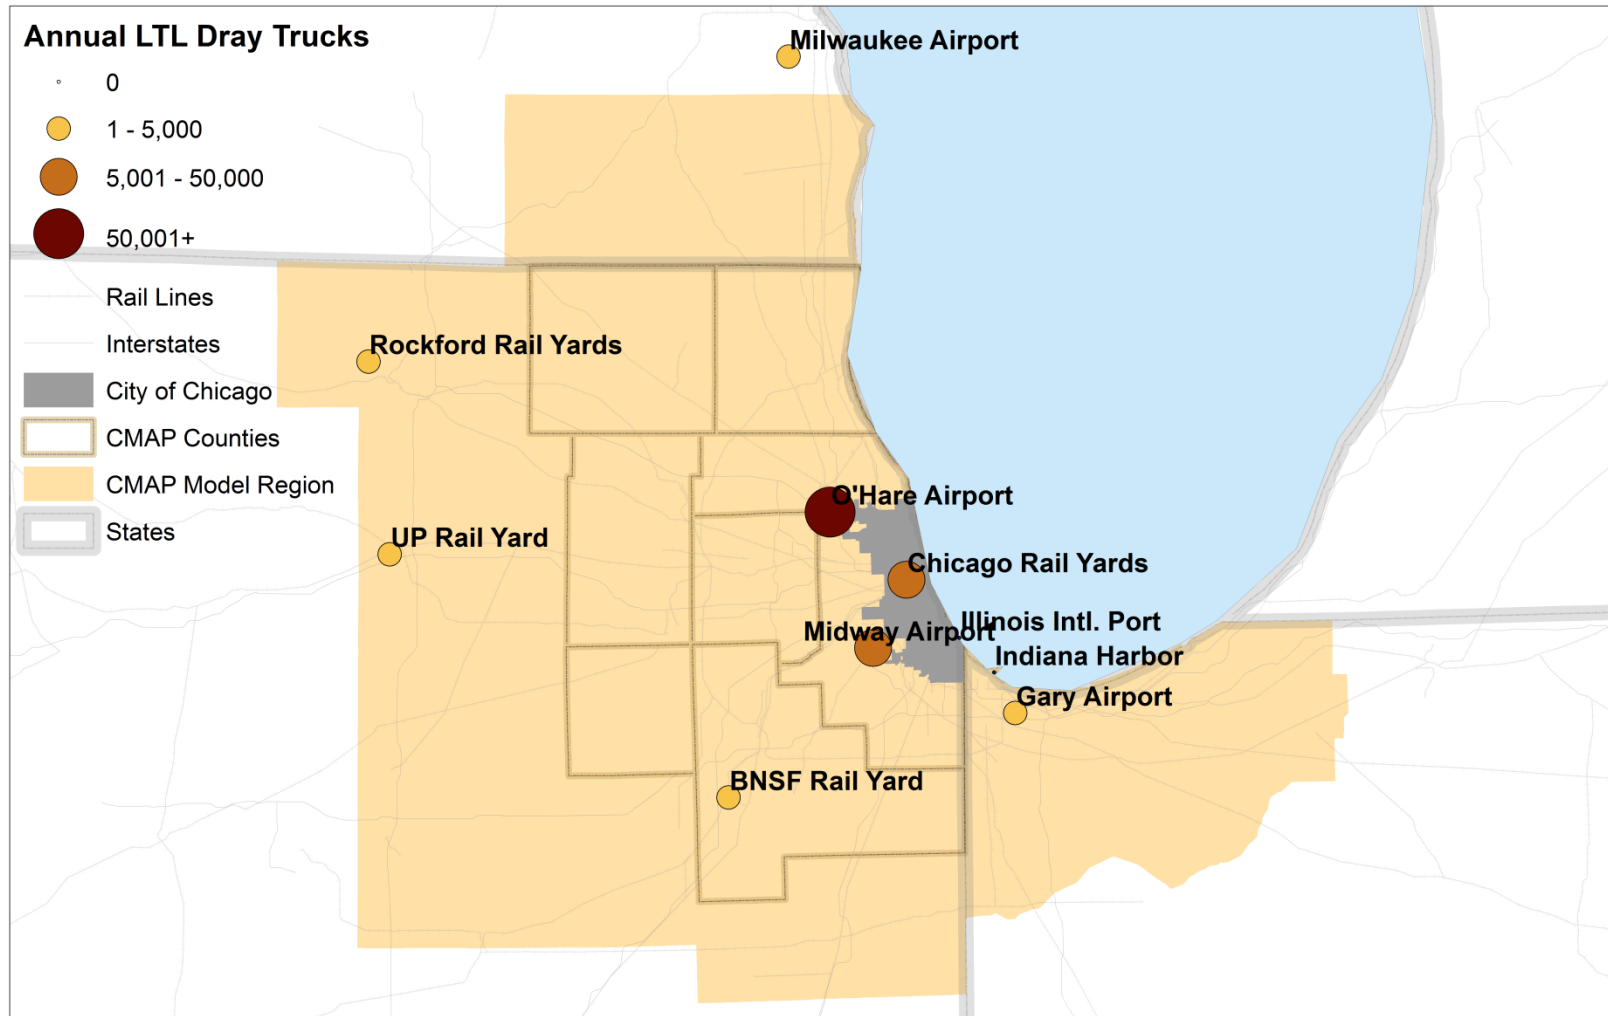 Annual LTL Dray Trucks
0
1 - 5,000
5,001 - 50,000
50,001+
Rail Lines
Interstates
City of Chicago
CMAP Counties
CMAP Model Region
States
Milwaukee Airport
Rockford Rail Yards
O'Hare Airport
UP Rail Yard
Chicago Rail Yards
Illinois Intl. Port
Midway Airport
Indiana Harbor
Gary Airport
BNSF Rail Yard